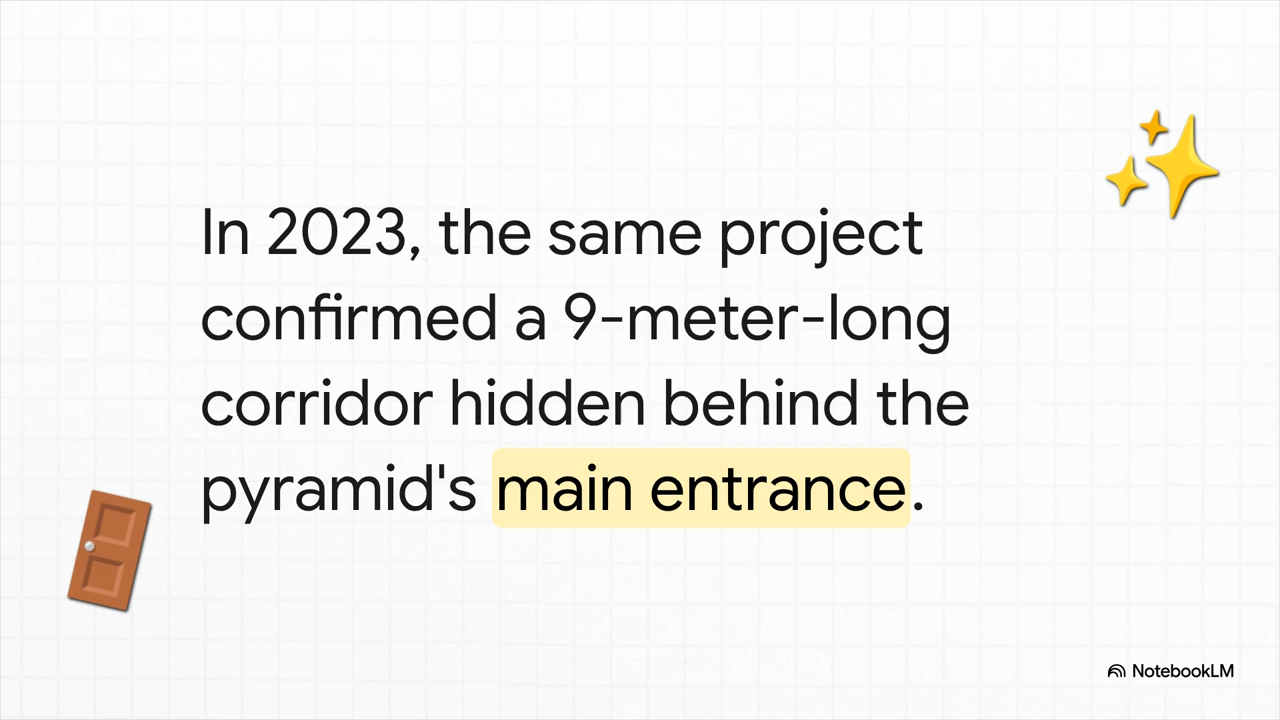 In 2023, the same project
confirmed a 9-meter-long
corridor hidden behind the
pyramid's main entrance.
NotebookLM